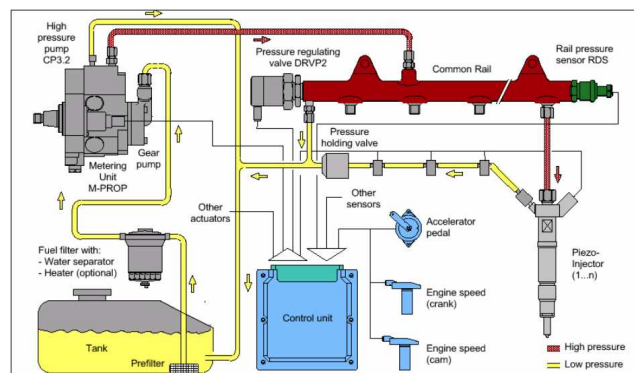 High
pressure
pump
CP3.2
Pressure regulating
valve DRVP2
Common Rail
Rail pressure
sensor RDS
Metering
Unit
M-PROP
Gear
pump
Pressure
holding valve
Other
actuators
Other
sensors
Accelerator
pedal
Fuel filter with:
- Water separator
- Heater (optional)
Piezo-
Injector
(1...n)
Control unit
Engine speed
(crank)
Tank
Prefilter
Engine speed
(cam)
High pressure
Low pressure